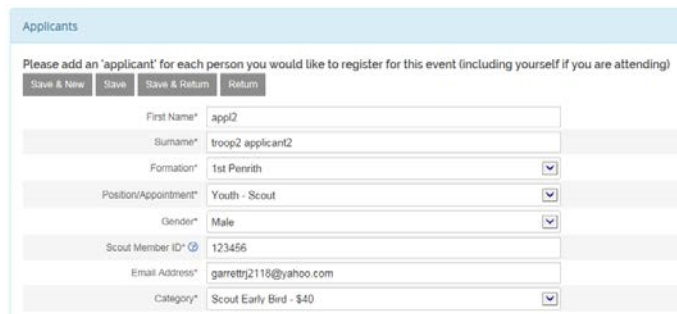 Applicants
Please add an 'applicant' for each person you would like to register for this event (including yourself if you are attending)
Save & New Save Save & Return Return
First Name* appl2
Surname* troop2 applicant2
Formation* 1st Penrith
Position/Appointment* Youth - Scout
Gender* Male
Scout Member ID* 123456
Email Address* garrettrj2118@yahoo.com
Category* Scout Early Bird - $40